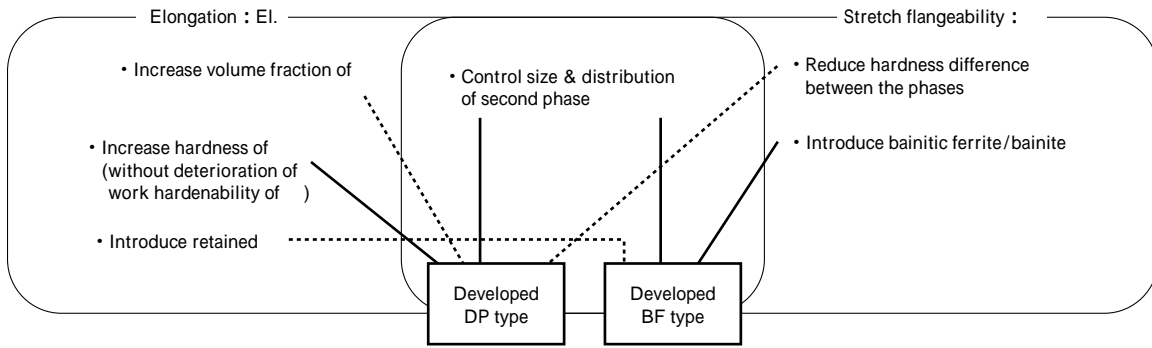 Elongation：El.
Stretch flangeability：
・Increase volume fraction of
・Increase hardness of
(without deterioration of
work hardenability of )
・Introduce retained
・Control size & distribution
of second phase
・Reduce hardness difference
between the phases
・Introduce bainitic ferrite/bainite
Developed
DP type
Developed
BF type